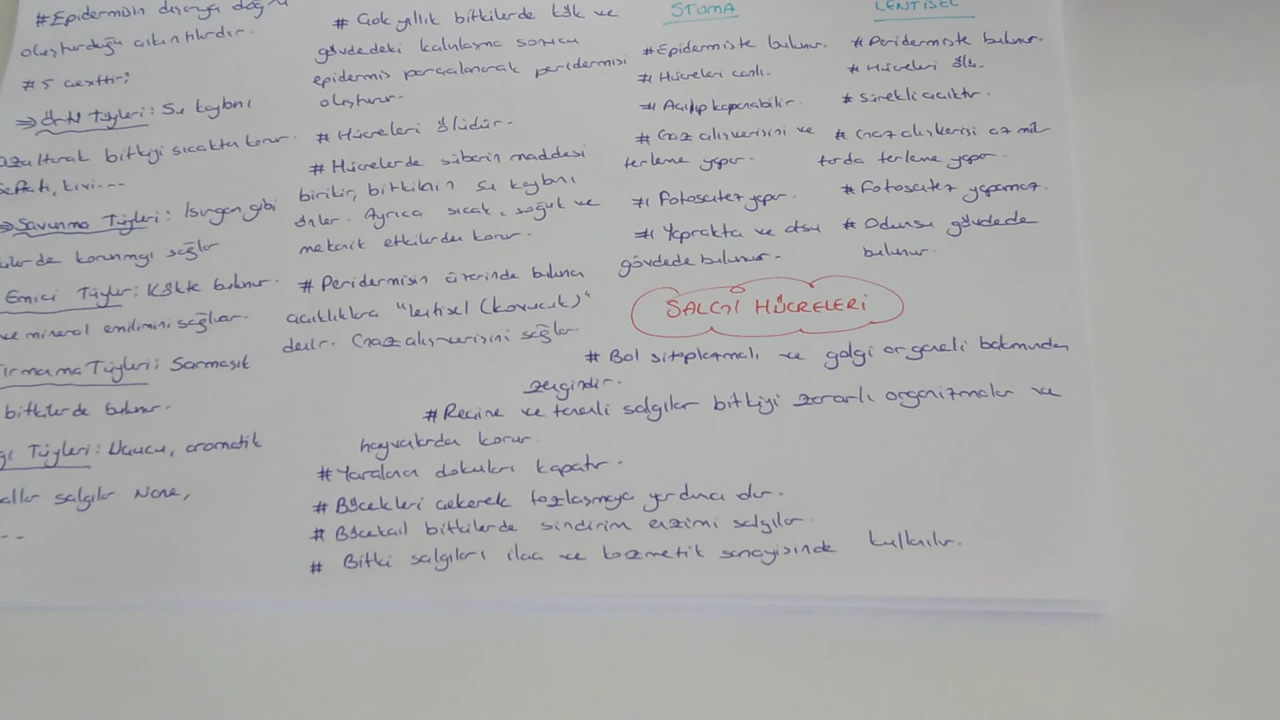 #Epidermisin dışarıya doğru
oluşturduğu çıkıntılardır.
#5 çeşittir;
⇒Örtü Tüyleri: Su kaybını
azaltarak bitkiyi sıcaktan korur.
Şeftali, kivi---
⇒Savunma Tüyleri: Isırgan gibi
korunmayı sağlar
Emici Tüyler: Kökte bulunur.
ve mineral emilimini sağlar.
Tırmanma Tüyleri: Sarmaşık
bitkilerde bulunur.
Tüyleri: Uçucu, aromatik
salgılar Nane,
--
# Çok yıllık bitkilerde kök ve
gövdedeki kalınlaşma sonucu
epidermis parçalanarak peridermisi
oluşturur.
# Hücreleri ölüdür.
# Hücrelerde süberin maddesi
birikir, bitkinin su kaybını
önler. Ayrıca sıcak, soğuk ve
mekanik etkilerden korur.
# Peridermisin üzerinde bulunan
açıklıklara "lentisel (kovucuk)"
denir. Gaz alışverişini sağlar.
STOMA
#Epidermiste bulunur.
# Hücreleri canlı.
# Açılıp kapanabilir.
# Gaz alışverişini ve
terleme yapar.
# Fotosentez yapar.
# Yaprakta ve otsu
gövdede bulunur.
LENTİSEL
# Peridermiste bulunur.
# Hücreleri ölü.
# Sürekli açıktır.
# Gaz alışverişi az mik
tarda terleme yapar.
# Fotosentez yapamaz.
# Odunsu gövdede
bulunur.
SALGI HÜCRELERİ
# Bol sitoplazmalı ve golgi organeli bakımından
zengindir.
#Reçine ve tanenli salgılar bitkiyi zararlı organizmalar ve
hayvanlardan korur.
# Yaralanan dokuları kapatır.
# Böcekleri çekerek tozlaşmaya yardımcı olur.
# Böcekçil bitkilerde sindirim enzimi salgılar.
# Bitki salgıları ilaç ve kozmetik sanayisinde kullanılır.